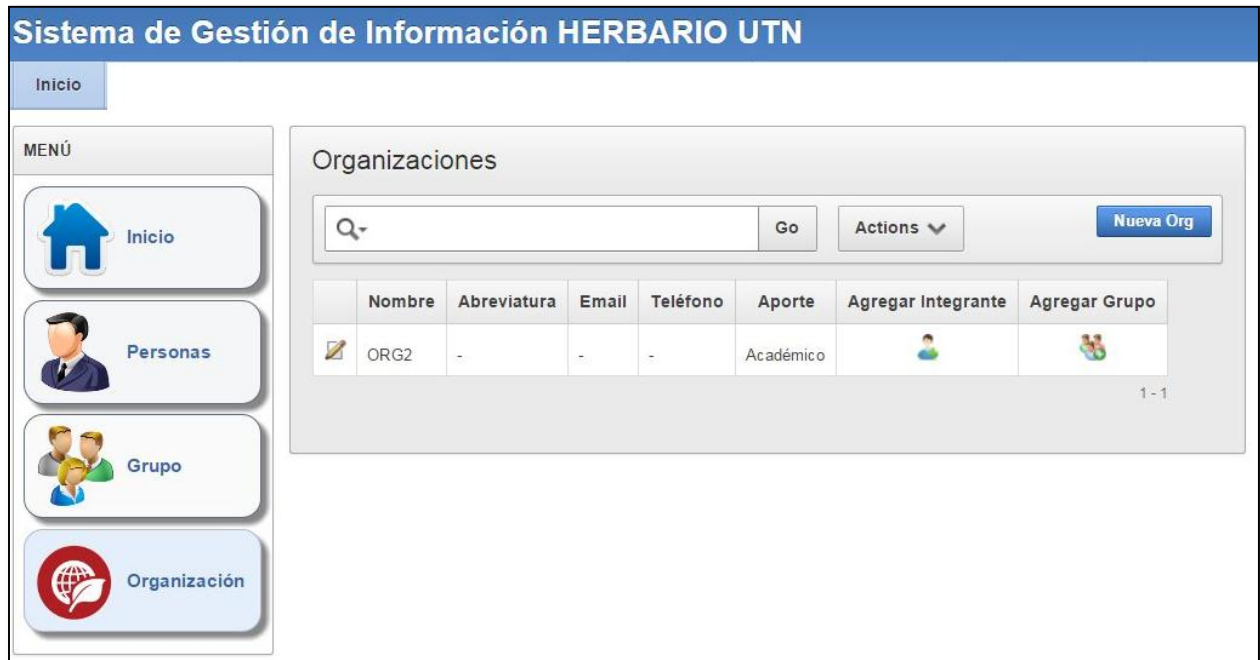 Sistema de Gestión de Información HERBARIO UTN
Inicio
MENÚ
Inicio
Personas
Grupo
Organización
Organizaciones
Go Actions Nueva Org
Nombre Abreviatura Email Teléfono Aporte Agregar Integrante Agregar Grupo
ORG2 - - - Académico
1 - 1